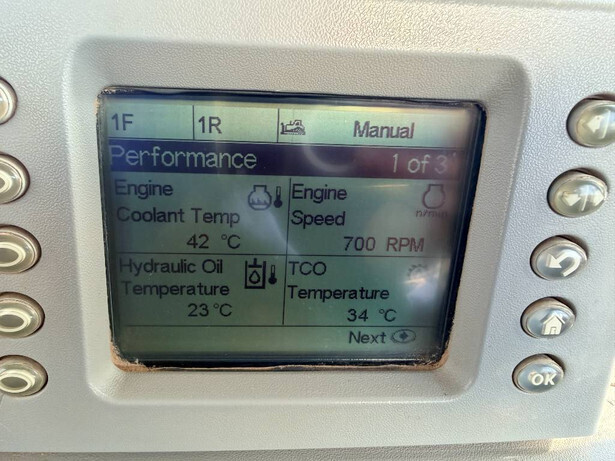 1F 1R Manual
Performance 1 of 3
Engine
Coolant Temp
42 °C
Engine n/min
Speed
700 RPM
Hydraulic Oil
Temperature
23 °C
TCO
Temperature
34 °C
Next
OK